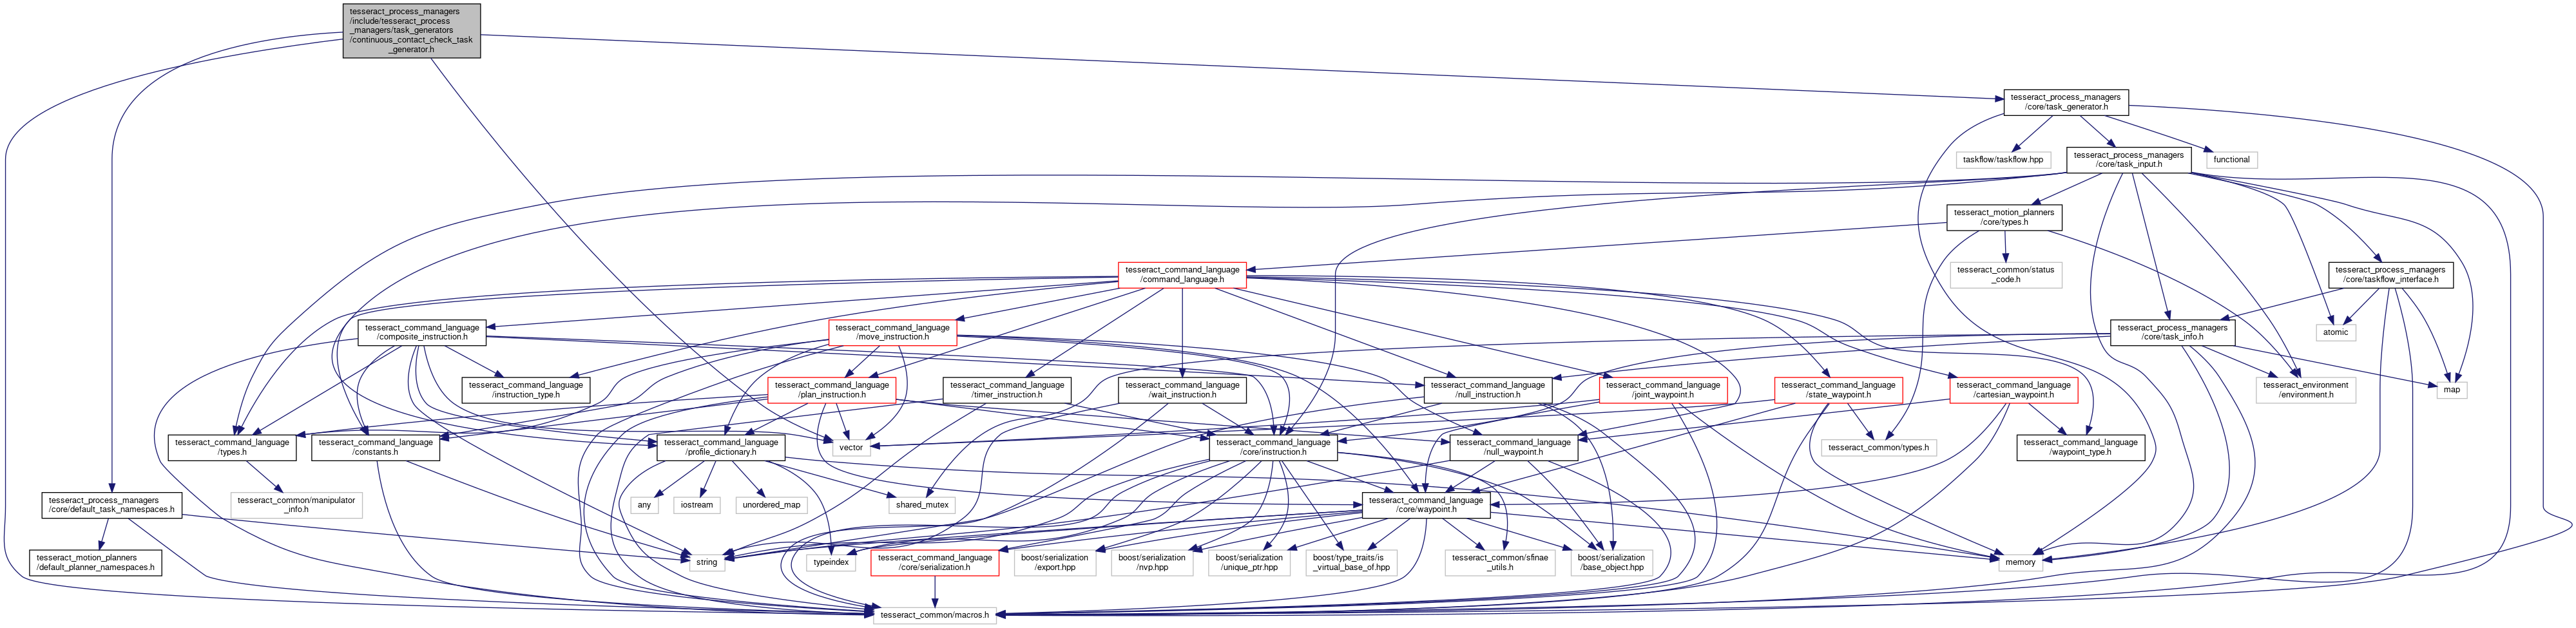 tesseract_process_managers
/include/tesseract_process
_managers/task_generators
/continuous_contact_check_task
_generator.h
tesseract_process_managers
/core/task_generator.h
taskflow/taskflow.hpp
tesseract_process_managers
/core/task_input.h
functional
tesseract_motion_planners
/core/types.h
tesseract_command_language
/command_language.h
tesseract_common/status
_code.h
tesseract_process_managers
/core/taskflow_interface.h
tesseract_command_language
/composite_instruction.h
tesseract_command_language
/move_instruction.h
tesseract_process_managers
/core/task_info.h
atomic
tesseract_command_language
/instruction_type.h
tesseract_command_language
/plan_instruction.h
tesseract_command_language
/timer_instruction.h
tesseract_command_language
/wait_instruction.h
tesseract_command_language
/null_instruction.h
tesseract_command_language
/joint_waypoint.h
tesseract_command_language
/state_waypoint.h
tesseract_command_language
/cartesian_waypoint.h
tesseract_environment
/environment.h
map
tesseract_command_language
/types.h
tesseract_command_language
/constants.h
tesseract_command_language
/profile_dictionary.h
vector
tesseract_command_language
/core/instruction.h
tesseract_command_language
/null_waypoint.h
tesseract_common/types.h
tesseract_command_language
/waypoint_type.h
tesseract_process_managers
/core/default_task_namespaces.h
tesseract_common/manipulator
_info.h
any
iostream
unordered_map
shared_mutex
tesseract_command_language
/core/waypoint.h
tesseract_motion_planners
/default_planner_namespaces.h
string
typeindex
tesseract_command_language
/core/serialization.h
boost/serialization
/export.hpp
boost/serialization
/nvp.hpp
boost/serialization
/unique_ptr.hpp
boost/type_traits/is
_virtual_base_of.hpp
tesseract_common/sfinae
_utils.h
boost/serialization
/base_object.hpp
memory
tesseract_common/macros.h